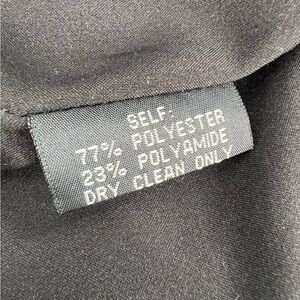 SELF:
77% POLYESTER
23% POLYAMIDE
DRY CLEAN ONLY